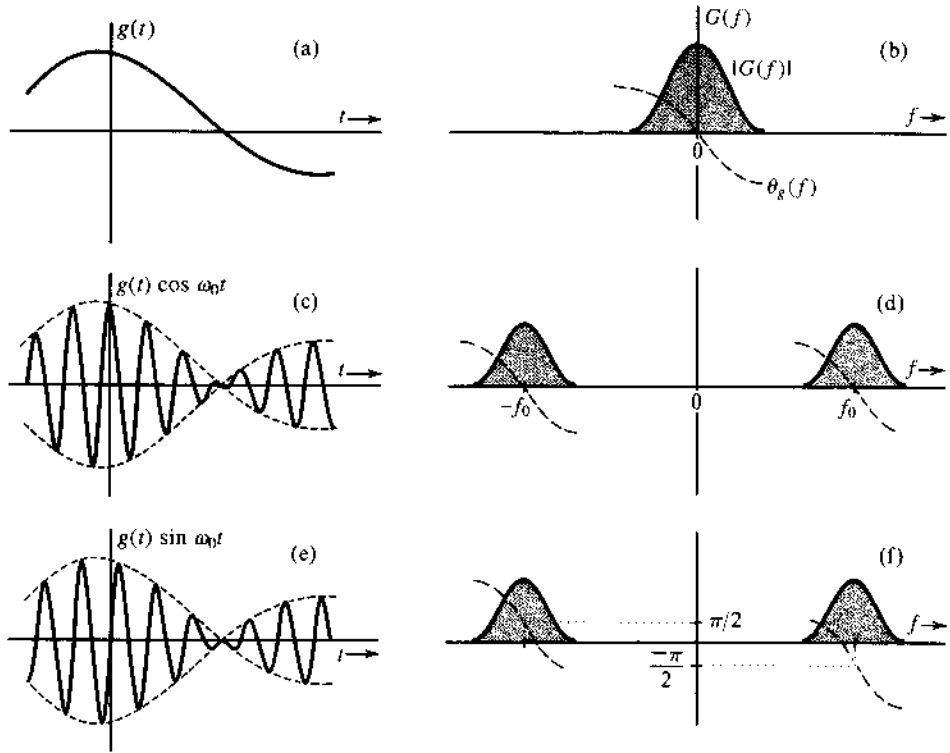 g(t)
(a)
t→
G(f)
(b)
|G(f)|
f→
0
θg(f)
g(t) cos ω0t
(c)
t→
(d)
f→
−f0
0
f0
g(t) sin ω0t
(e)
t→
(f)
f→
π/2
−π
2